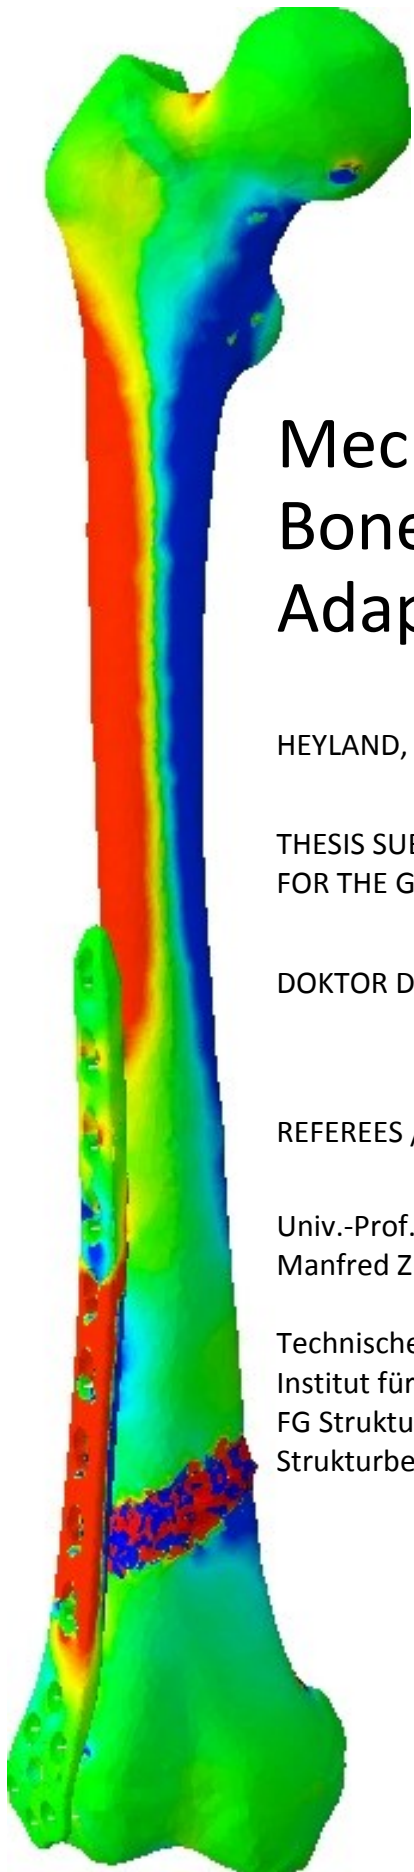 Mec
Bone
Adap
HEYLAND,
THESIS SUB
FOR THE G
DOKTOR D
REFEREES /
Univ.-Prof.
Manfred Z
Technische
Institut für
FG Struktu
Strukturbe